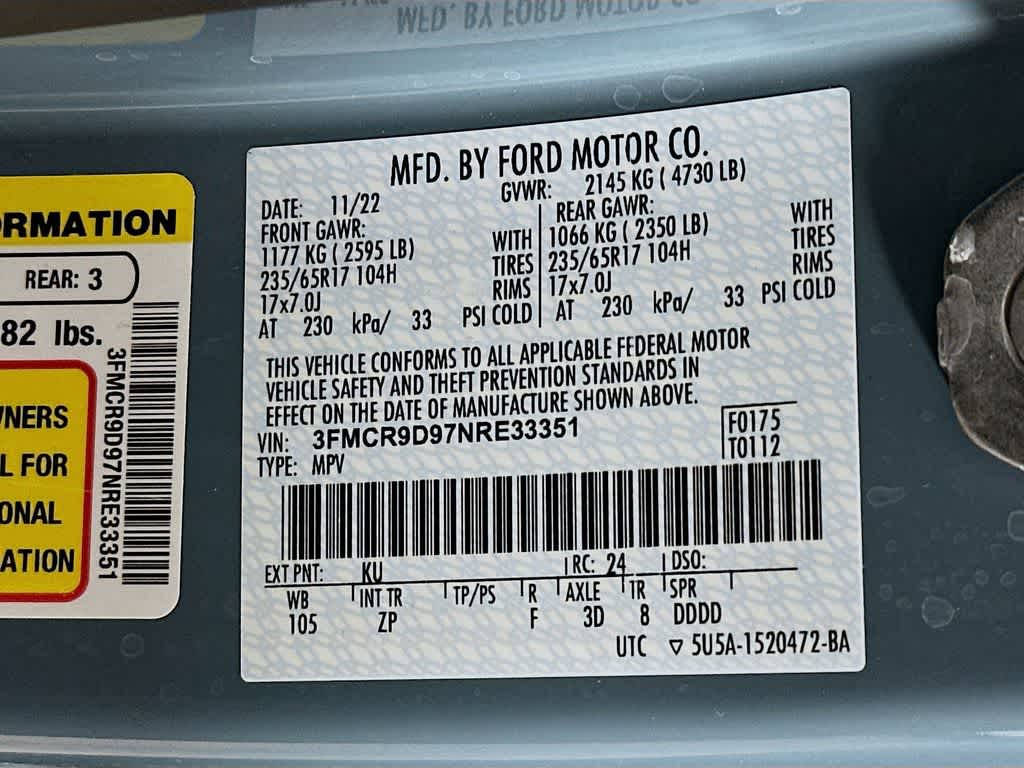 MFD. BY FORD MOTOR CO.
DATE: 11/22
GVWR: 2145 KG ( 4730 LB)
FRONT GAWR:
1177 KG ( 2595 LB) WITH
235/65R17 104H TIRES
17x7.0J RIMS
AT 230 kPa/ 33 PSI COLD
REAR GAWR: WITH
1066 KG ( 2350 LB) TIRES
235/65R17 104H RIMS
17x7.0J
AT 230 kPa/ 33 PSI COLD
THIS VEHICLE CONFORMS TO ALL APPLICABLE FEDERAL MOTOR
VEHICLE SAFETY AND THEFT PREVENTION STANDARDS IN
EFFECT ON THE DATE OF MANUFACTURE SHOWN ABOVE.
VIN: 3FMCR9D97NRE33351
TYPE: MPV
F0175
T0112
EXT PNT: KU RC: 24 DSO:
WB INT TR TP/PS R AXLE TR SPR
105 ZP F 3D 8 DDDD
UTC ▽ 5U5A-1520472-BA
RMATION
REAR: 3
82 lbs.
3FMCR9D97NRE33351
NERS
L FOR
ONAL
ATION
MFD. BY FORD MOTOR CO